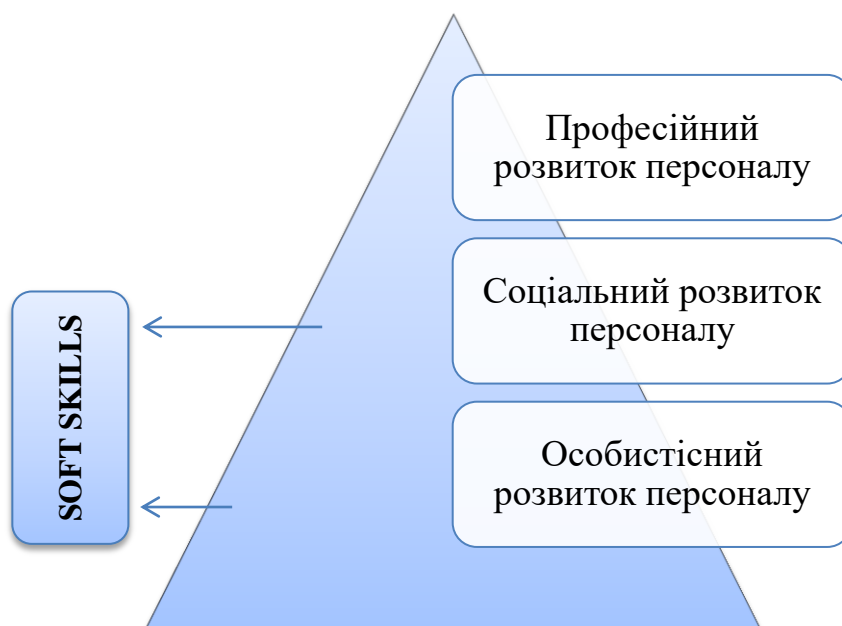 Професійний
розвиток персоналу
Соціальний розвиток
персоналу
SOFT SKILLS
Особистісний
розвиток персоналу